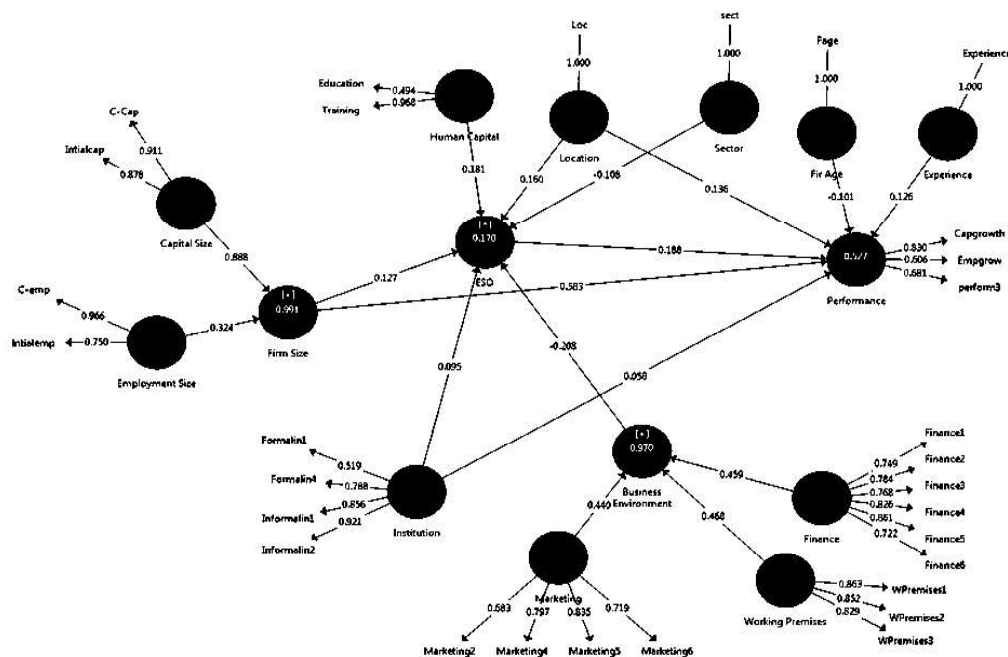 Loc
sect
Fage
Experience
1.000
1.000
1.000
1.000
Education
0.494
Training
0.968
Human Capital
Location
Sector
Fir Age
Experience
C-Cap
0.911
Intialcap
0.878
Capital Size
0.181
0.160
-0.108
0.136
-0.101
0.126
[+]
0.170
ESO
0.188
Capgrowth
0.830
Empgrow
0.606
perform3
0.681
Performance
0.888
0.127
0.583
C-emp
0.966
Intialemp
0.750
Employment Size
0.324
[+]
Firm Size
0.095
0.058
-0.208
Formalin1
0.519
Formalin4
0.788
Informalin1
0.856
Informalin2
0.921
Institution
[+]
0.970
Business
Environment
0.459
0.440
0.468
Finance1
0.749
Finance2
0.784
Finance3
0.768
Finance4
0.826
Finance5
0.861
Finance6
0.722
Finance
Marketing
0.797
0.719
Marketing2
Marketing4
Marketing5
Marketing6
Working Premises
0.863
WPremises1
0.852
WPremises2
0.829
WPremises3